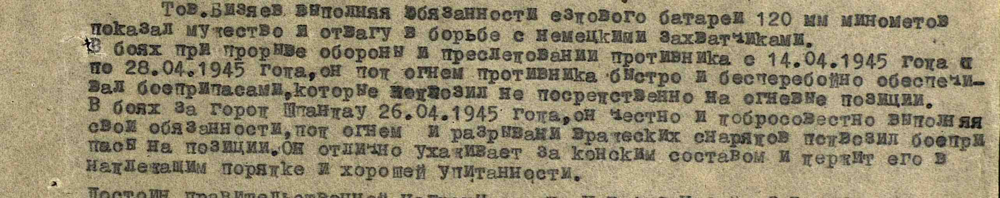 Тов.Бизяев выполняя обязанности ездового батареи 120 мм минометов
показал мужество и отвагу в борьбе с немецкими захватчиками.
В боях при прорыве обороны и преследовании противника с 14.04.1945 года и
по 28.04.1945 года,он под огнем противника быстро и бесперебойно обеспечи-
вал боеприпасами,которые подвозил не посредственно на огневые позиции.
В боях за город Шпандау 26.04.1945 года,он честно и добросовестно выполняя
свои обязанности,под огнем и разрывами вражеских снарядов подвозил боепри
пасы на позиции.Он отлично ухаживает за конским составом и держит его в
надлежащим порядке и хорошей упитанности.
Достоин правительственной